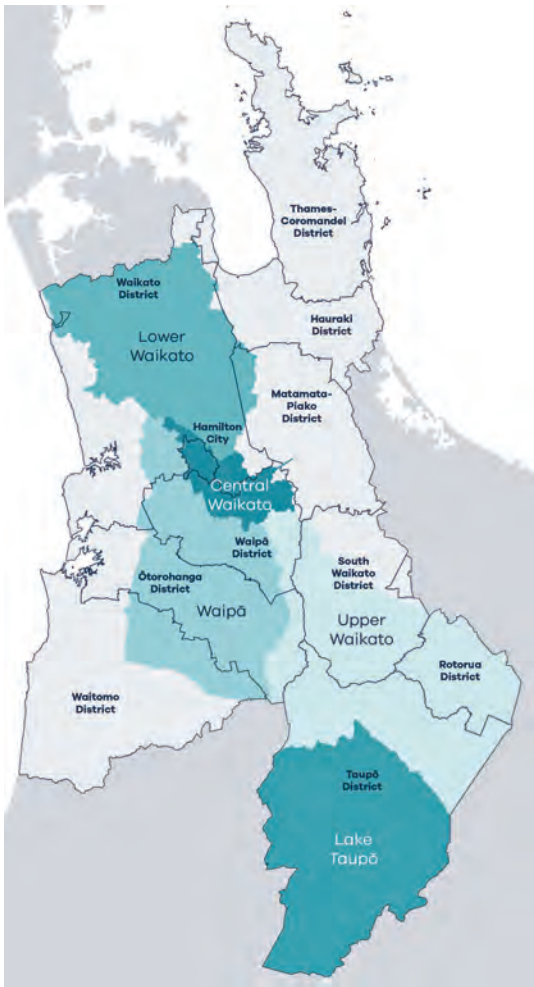 Thames-
Coromandel
District
Waikato
District
Hauraki
District
Lower
Waikato
Matamata-
Piako
District
Hamilton
City
Central
Waikato
Waipā
District
South
Waikato
District
Ōtorohanga
District
Waipā
Upper
Waikato
Rotorua
District
Waitomo
District
Taupō
District
Lake
Taupō